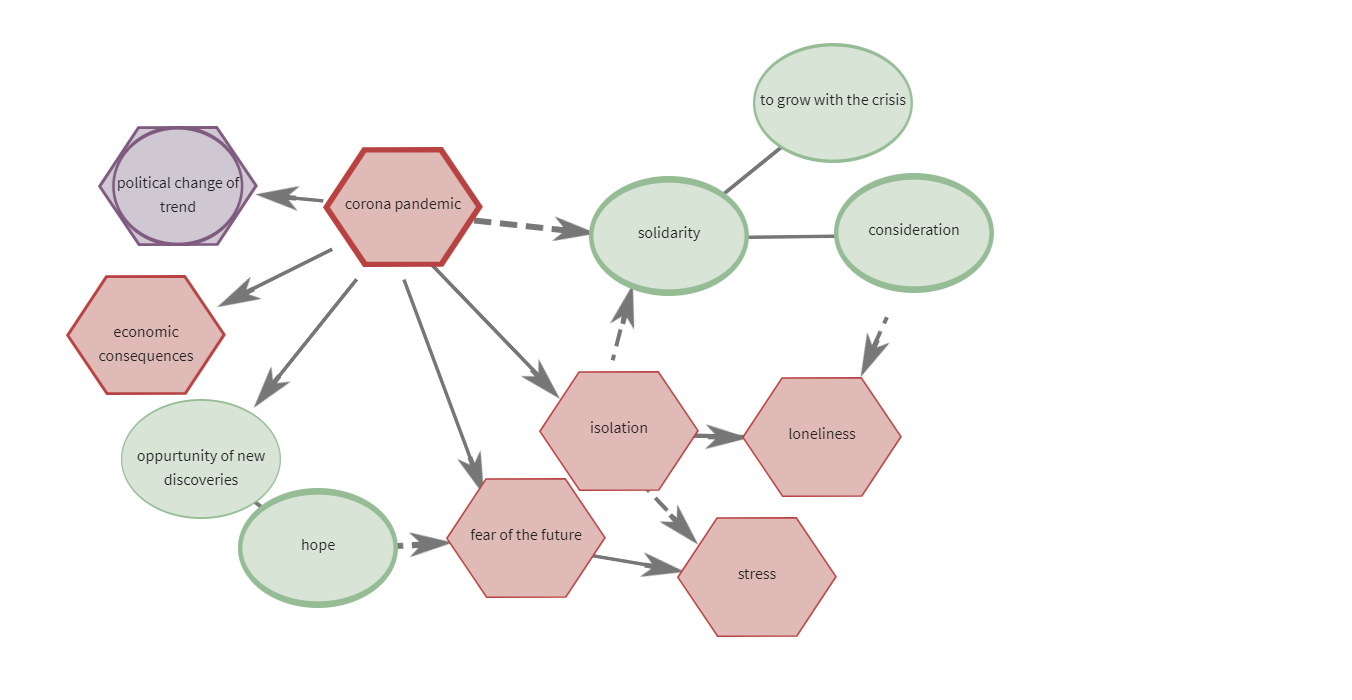 to grow with the crisis
political change of
trend
corona pandemic
solidarity
consideration
economic
consequences
oppurtunity of new
discoveries
isolation
loneliness
hope
fear of the future
stress